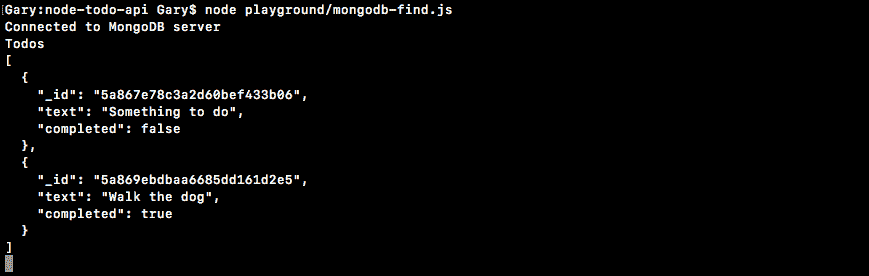 Gary:node-todo-api Gary$ node playground/mongodb-find.js
Connected to MongoDB server
Todos
[
  {
    "_id": "5a867e78c3a2d60bef433b06",
    "text": "Something to do",
    "completed": false
  },
  {
    "_id": "5a869ebdbaa6685dd161d2e5",
    "text": "Walk the dog",
    "completed": true
  }
]